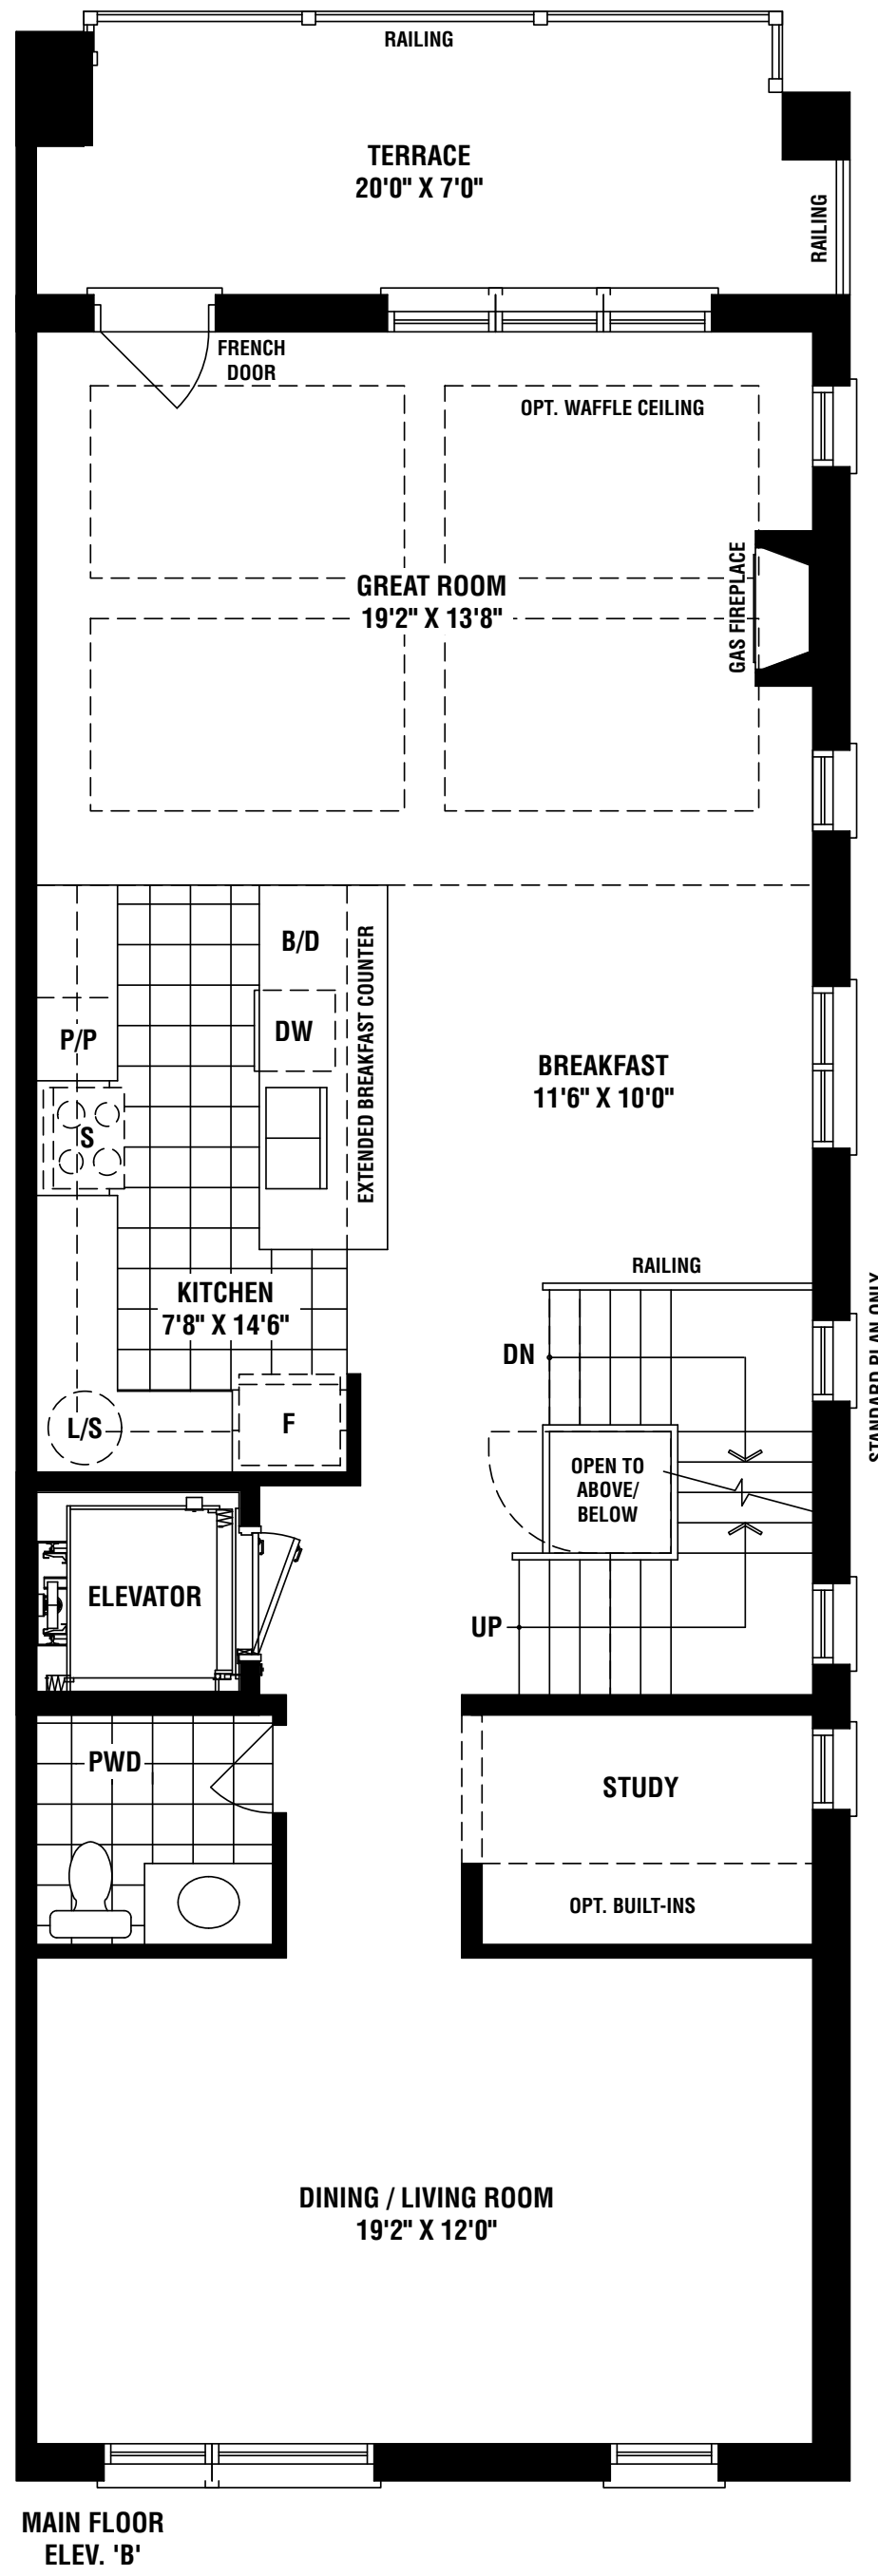 RAILING
TERRACE
20'0" X 7'0"
RAILING
FRENCH
DOOR
OPT. WAFFLE CEILING
GREAT ROOM
19'2" X 13'8"
GAS FIREPLACE
B/D
P/P
DW
EXTENDED BREAKFAST COUNTER
BREAKFAST
11'6" X 10'0"
S
KITCHEN
7'8" X 14'6"
RAILING
STANDARD PLAN ONLY
DN
L/S
F
OPEN TO
ABOVE/
BELOW
ELEVATOR
UP
PWD
STUDY
OPT. BUILT-INS
DINING / LIVING ROOM
19'2" X 12'0"
MAIN FLOOR
ELEV. 'B'